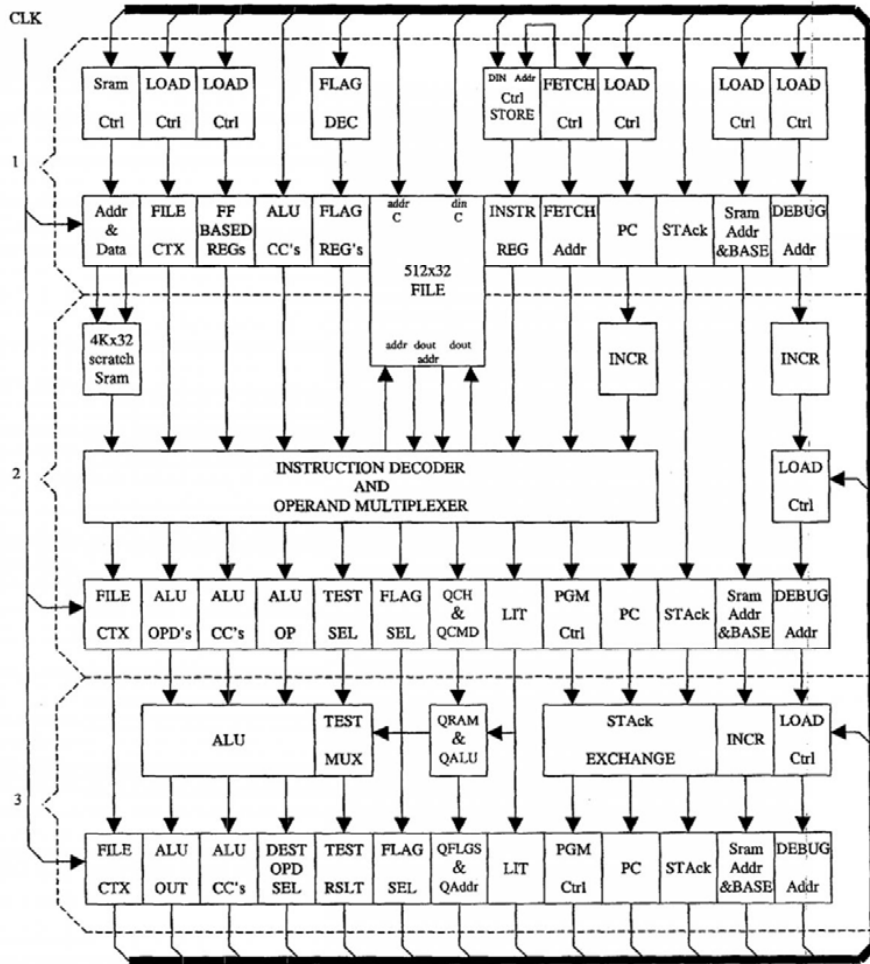 CLK
Sram LOAD LOAD FLAG DIN Addr FETCH LOAD LOAD LOAD
Ctrl Ctrl Ctrl DEC Ctrl STORE Ctrl Ctrl Ctrl Ctrl
1
Addr & Data
FILE CTX
FF BASED REGs
ALU CC's
FLAG REG's
addr C
din C
512x32
FILE
addr dout dout
addr
INSTR REG
FETCH Addr
PC
STAck
Sram Addr &BASE
DEBUG Addr
4Kx32
scratch
Sram
INCR
INCR
2
INSTRUCTION DECODER
AND
OPERAND MULTIPLEXER
LOAD
Ctrl
FILE CTX
ALU OPD's
ALU CC's
ALU OP
TEST SEL
FLAG SEL
QCH & QCMD
LIT
PGM Ctrl
PC
STAck
Sram Addr &BASE
DEBUG Addr
3
ALU
TEST
MUX
QRAM
&
QALU
STAck
EXCHANGE
INCR
LOAD
Ctrl
FILE CTX
ALU OUT
ALU CC's
DEST OPD SEL
TEST RSLT
FLAG SEL
QFLGS & QAddr
LIT
PGM Ctrl
PC
STAck
Sram Addr &BASE
DEBUG Addr